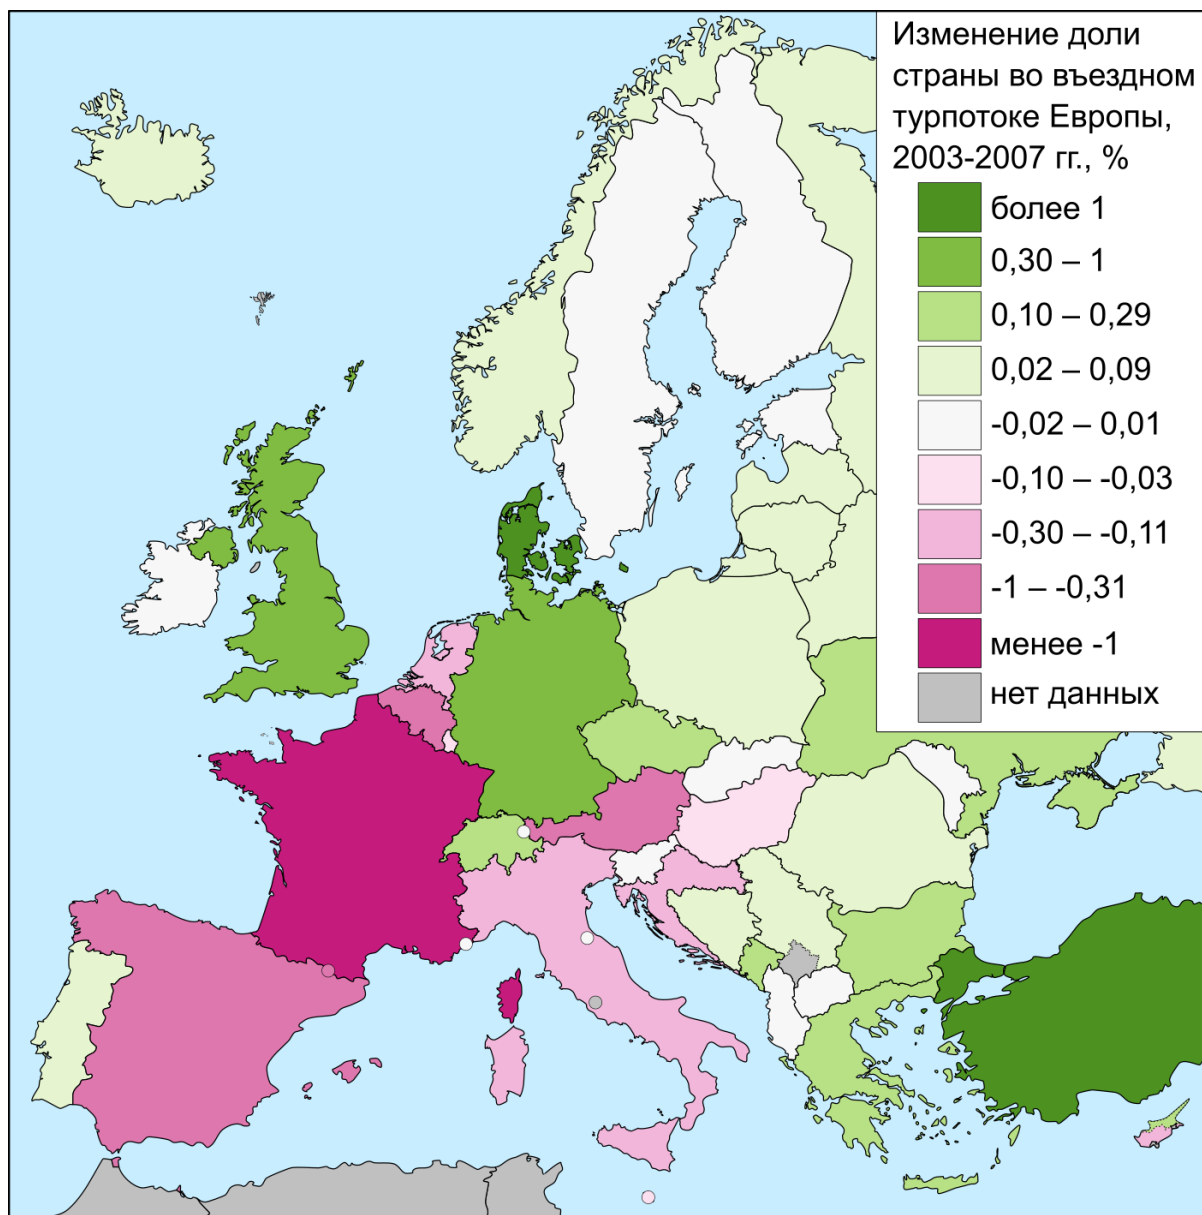 Изменение доли
страны во въездном
турпотоке Европы,
2003-2007 гг., %
более 1
0,30 – 1
0,10 – 0,29
0,02 – 0,09
-0,02 – 0,01
-0,10 – -0,03
-0,30 – -0,11
-1 – -0,31
менее -1
нет данных